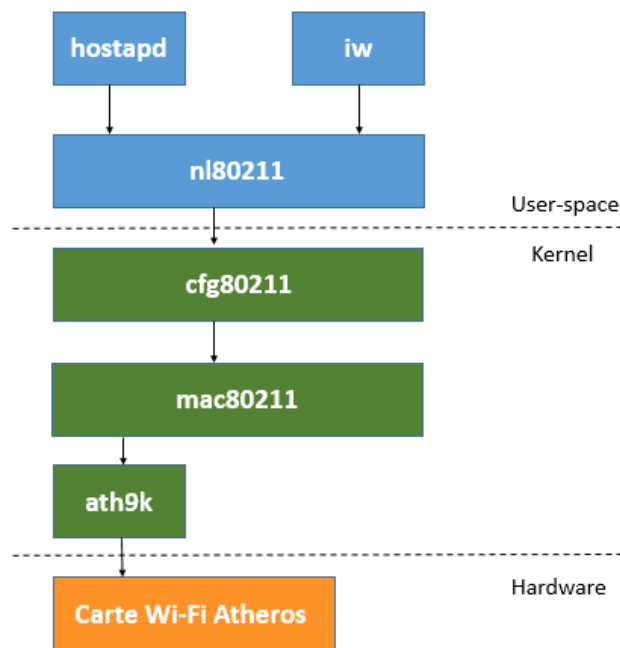 hostapd
iw
nl80211
User-space
Kernel
cfg80211
mac80211
ath9k
Hardware
Carte Wi-Fi Atheros